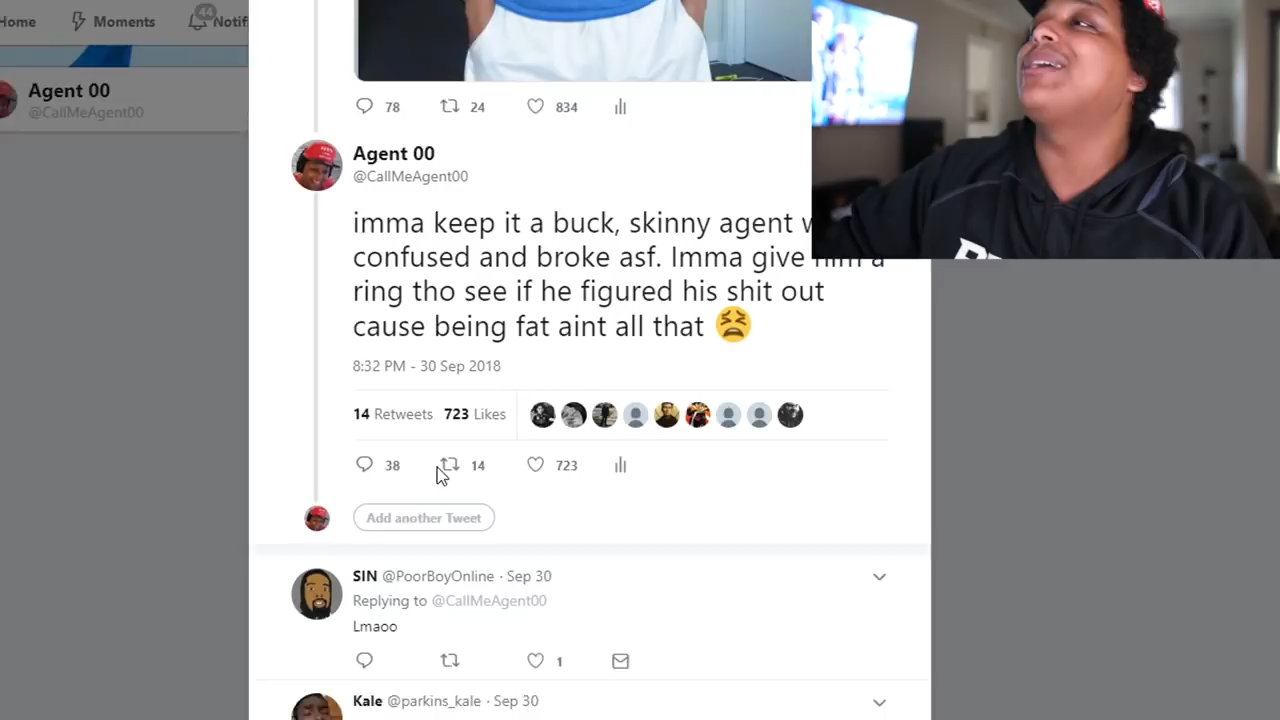 Home
Moments
44
Notif
Agent 00
@CallMeAgent00
78
24
834
Agent 00
@CallMeAgent00
imma keep it a buck, skinny agent
confused and broke asf. Imma give him a
ring tho see if he figured his shit out
cause being fat aint all that 😫
8:32 PM - 30 Sep 2018
14 Retweets 723 Likes
38
14
723
Add another Tweet
SIN @PoorBoyOnline · Sep 30
Replying to @CallMeAgent00
Lmaoo
1
Kale @parkins_kale · Sep 30